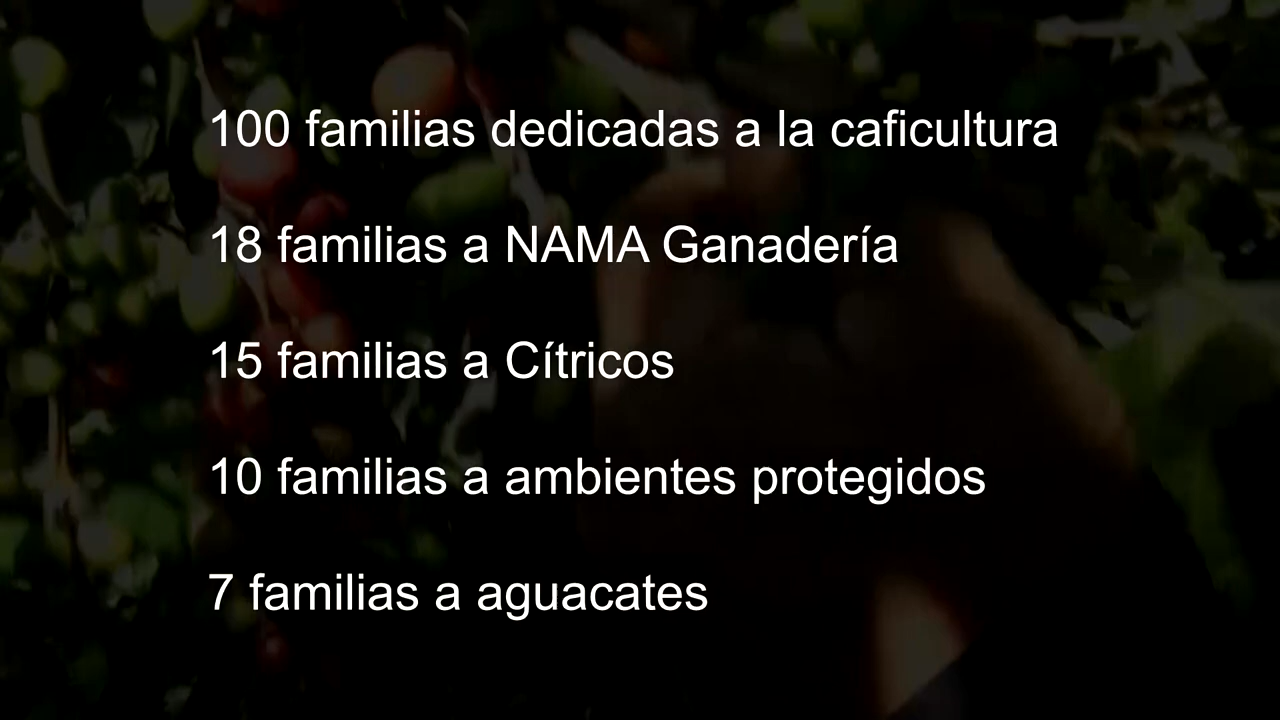 100 familias dedicadas a la caficultura
18 familias a NAMA Ganadería
15 familias a Cítricos
10 familias a ambientes protegidos
7 familias a aguacates